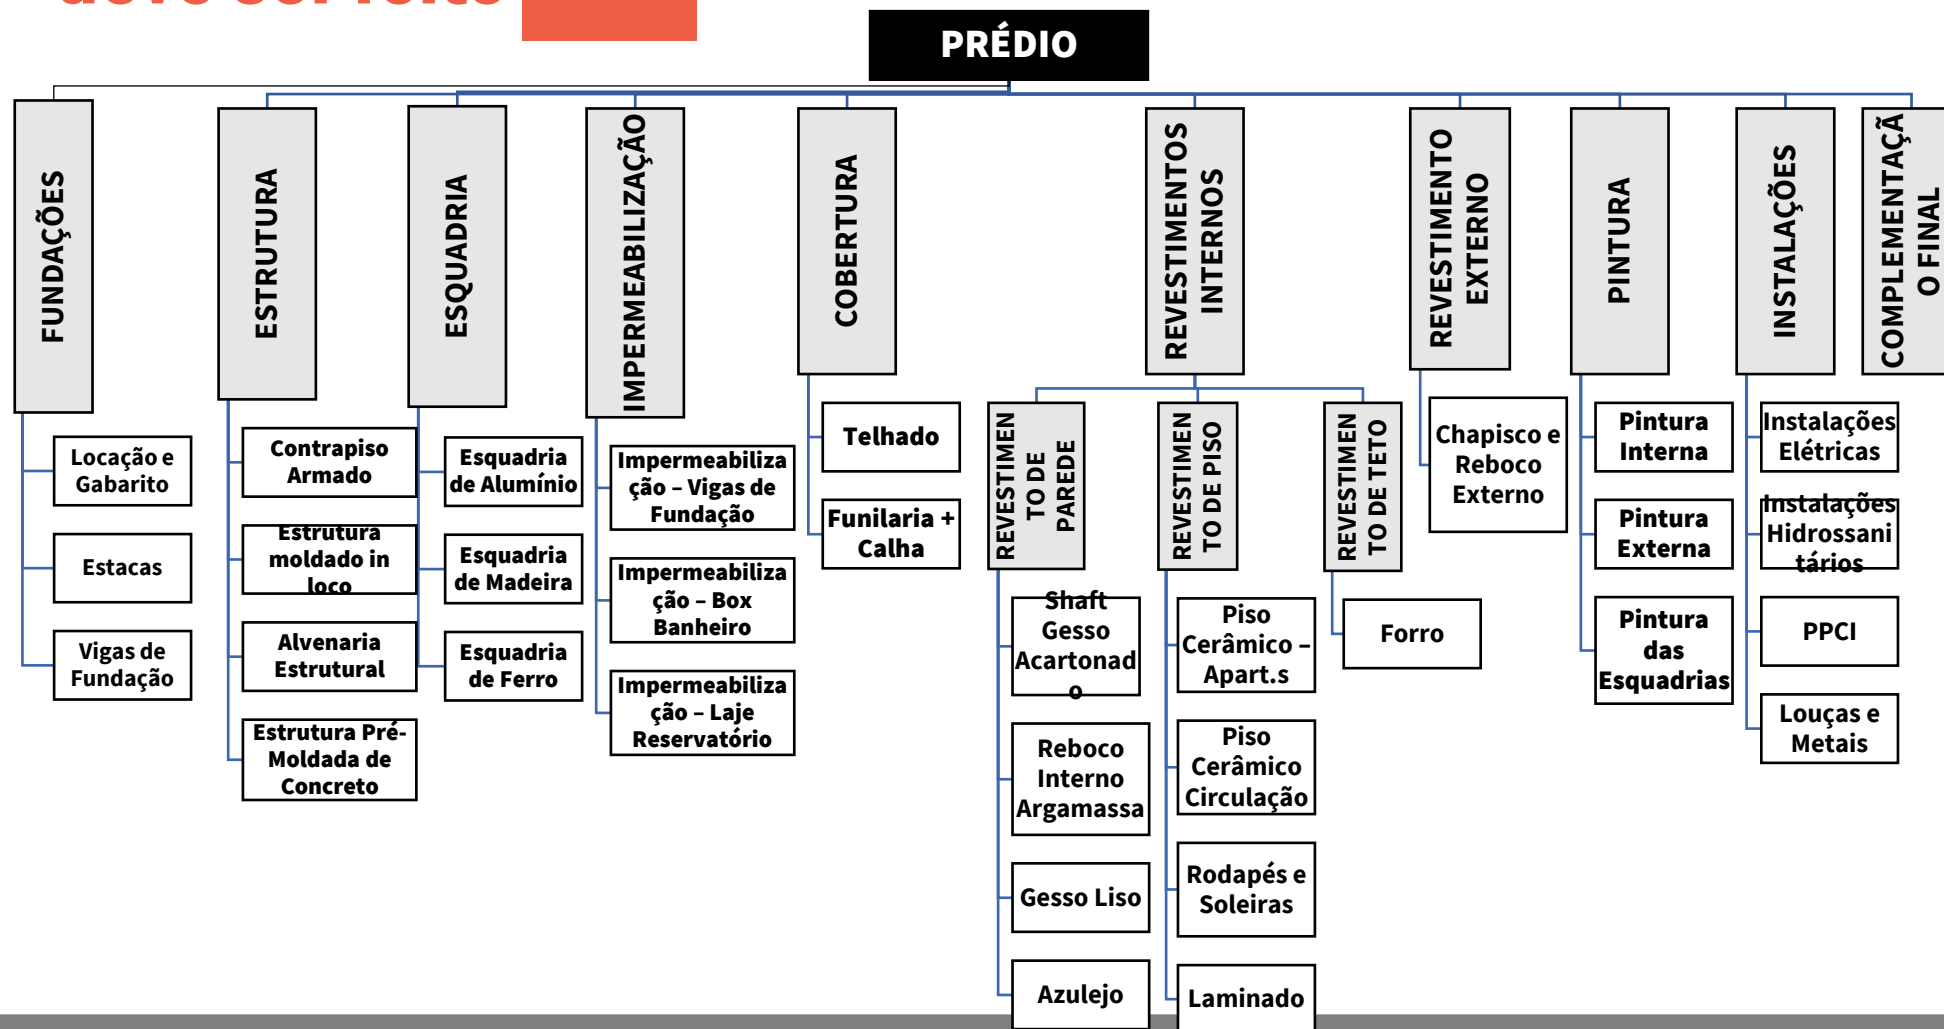 PRÉDIO
FUNDAÇÕES
Locação e
Gabarito
Estacas
Vigas de
Fundação
ESTRUTURA
Contrapiso
Armado
Estrutura
moldado in
loco
Alvenaria
Estrutural
Estrutura Pré-
Moldada de
Concreto
ESQUADRIA
Esquadria
de Alumínio
Esquadria
de Madeira
Esquadria
de Ferro
IMPERMEABILIZAÇÃO
Impermeabiliza
ção – Vigas de
Fundação
Impermeabiliza
ção – Box
Banheiro
Impermeabiliza
ção – Laje
Reservatório
COBERTURA
Telhado
Funilaria +
Calha
REVESTIMENTOS
INTERNOS
REVESTIMEN
TO DE
PAREDE
Shaft
Gesso
Acartonad
o
Reboco
Interno
Argamassa
Gesso Liso
Azulejo
REVESTIMEN
TO DE PISO
Piso
Cerâmico –
Apart.s
Piso
Cerâmico
Circulação
Rodapés e
Soleiras
Laminado
REVESTIMEN
TO DE TETO
Forro
REVESTIMENTO
EXTERNO
Chapisco e
Reboco
Externo
PINTURA
Pintura
Interna
Pintura
Externa
Pintura
das
Esquadrias
INSTALAÇÕES
Instalações
Elétricas
Instalações
Hidrossani
tários
PPCI
Louças e
Metais
COMPLEMENTAÇÃ
O FINAL